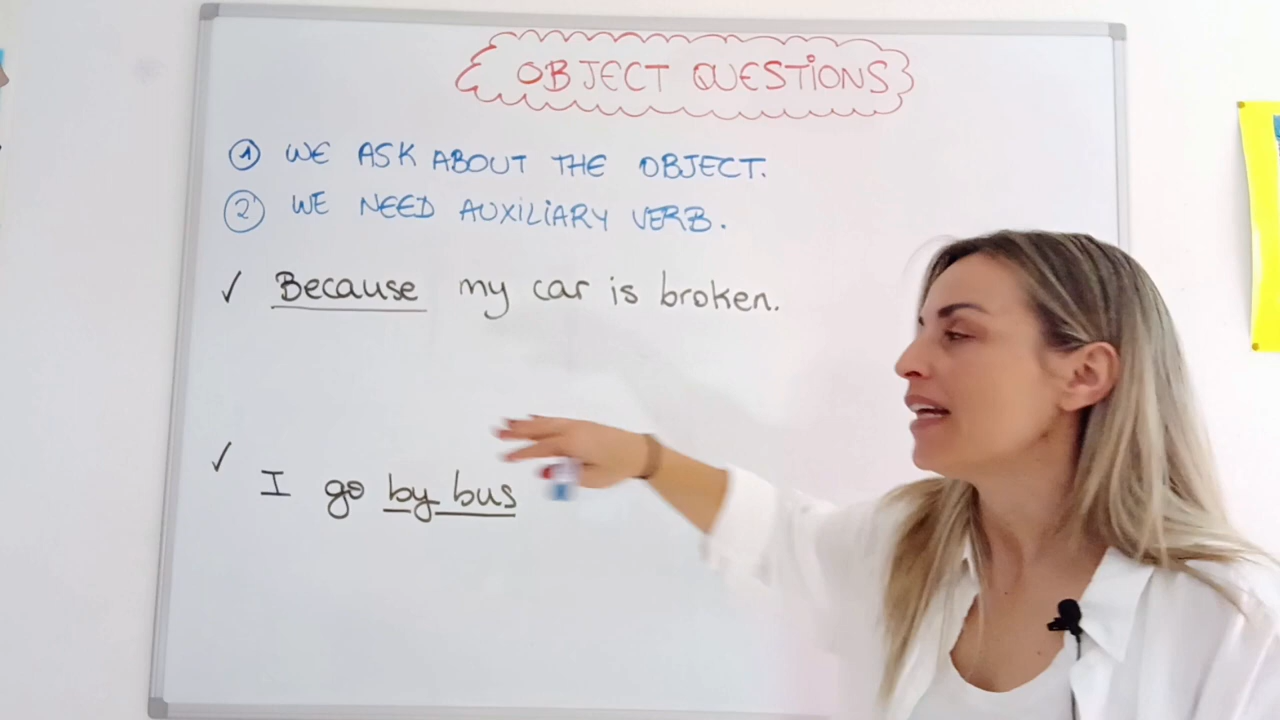 OBJECT QUESTIONS
1 WE ASK ABOUT THE OBJECT.
2 WE NEED AUXILIARY VERB.
✓ Because my car is broken.
✓ I go by bus